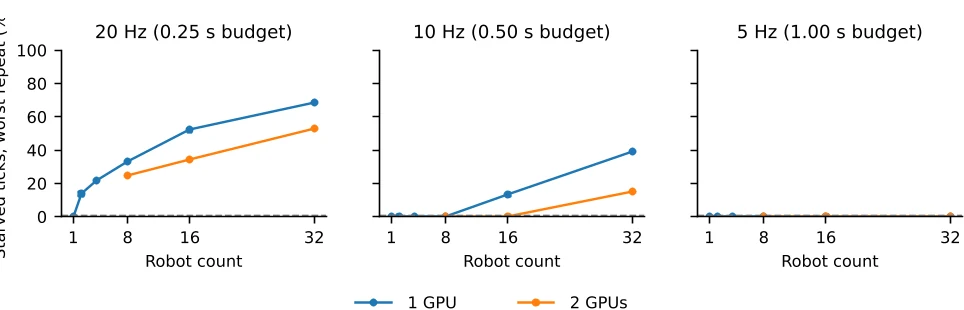 20 Hz (0.25 s budget)
10 Hz (0.50 s budget)
5 Hz (1.00 s budget)
ticks, worst repeat
100
80
60
40
20
0
1 8 16 32
1 8 16 32
1 8 16 32
Robot count
Robot count
Robot count
1 GPU
2 GPUs